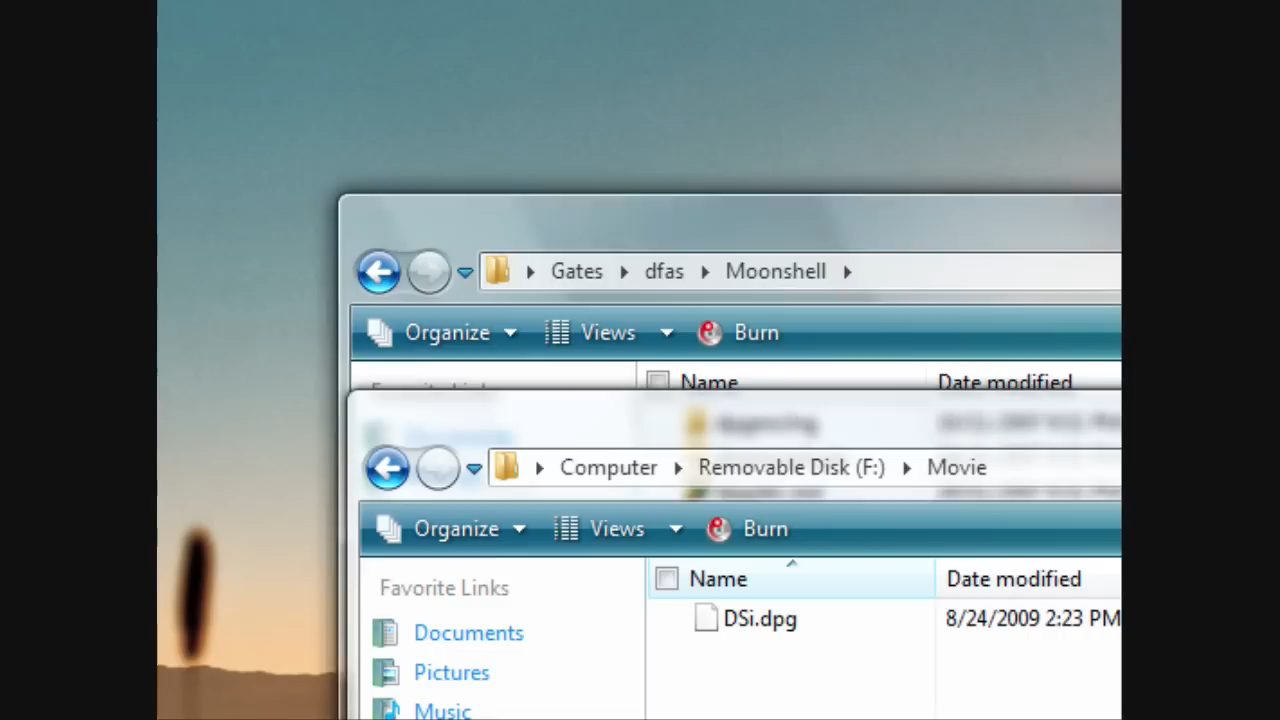 Gates dfas Moonshell
Organize Views Burn
Name Date modified
Computer Removable Disk (F:) Movie
Organize Views Burn
Favorite Links Name Date modified
DSi.dpg 8/24/2009 2:23 PM
Documents
Pictures
Music